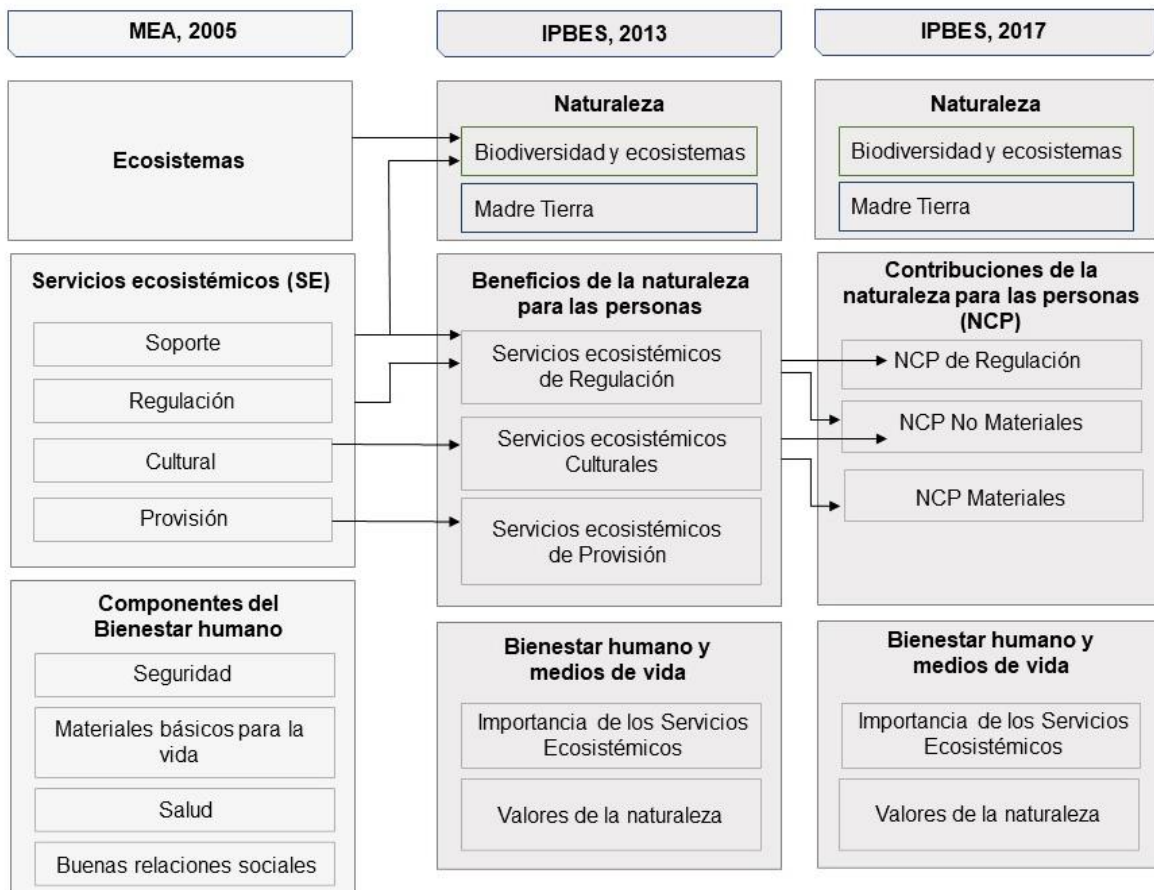 MEA, 2005
Ecosistemas
Servicios ecosistémicos (SE)
Soporte
Regulación
Cultural
Provisión
Componentes del
Bienestar humano
Seguridad
Materiales básicos para la
vida
Salud
Buenas relaciones sociales
IPBES, 2013
Naturaleza
Biodiversidad y ecosistemas
Madre Tierra
Beneficios de la naturaleza
para las personas
Servicios ecosistémicos
de Regulación
Servicios ecosistémicos
Culturales
Servicios ecosistémicos
de Provisión
Bienestar humano y
medios de vida
Importancia de los Servicios
Ecosistémicos
Valores de la naturaleza
IPBES, 2017
Naturaleza
Biodiversidad y ecosistemas
Madre Tierra
Contribuciones de la
naturaleza para las personas
(NCP)
NCP de Regulación
NCP No Materiales
NCP Materiales
Bienestar humano y
medios de vida
Importancia de los Servicios
Ecosistémicos
Valores de la naturaleza